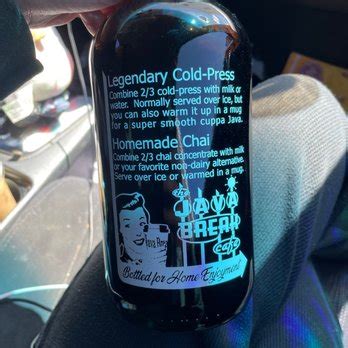 Legendary Cold-Press
Combine 2/3 cold-press with milk or
water. Normally served over ice, but
you can also warm it up in a mug
for a super smooth cuppa Java.
Homemade Chai
Combine 2/3 chai concentrate with milk
or your favorite non-dairy alternative.
Serve over ice or warmed in a mug.
the
JAVA
BREAK
cafe
Java Break
Bottled for Home Enjoyment